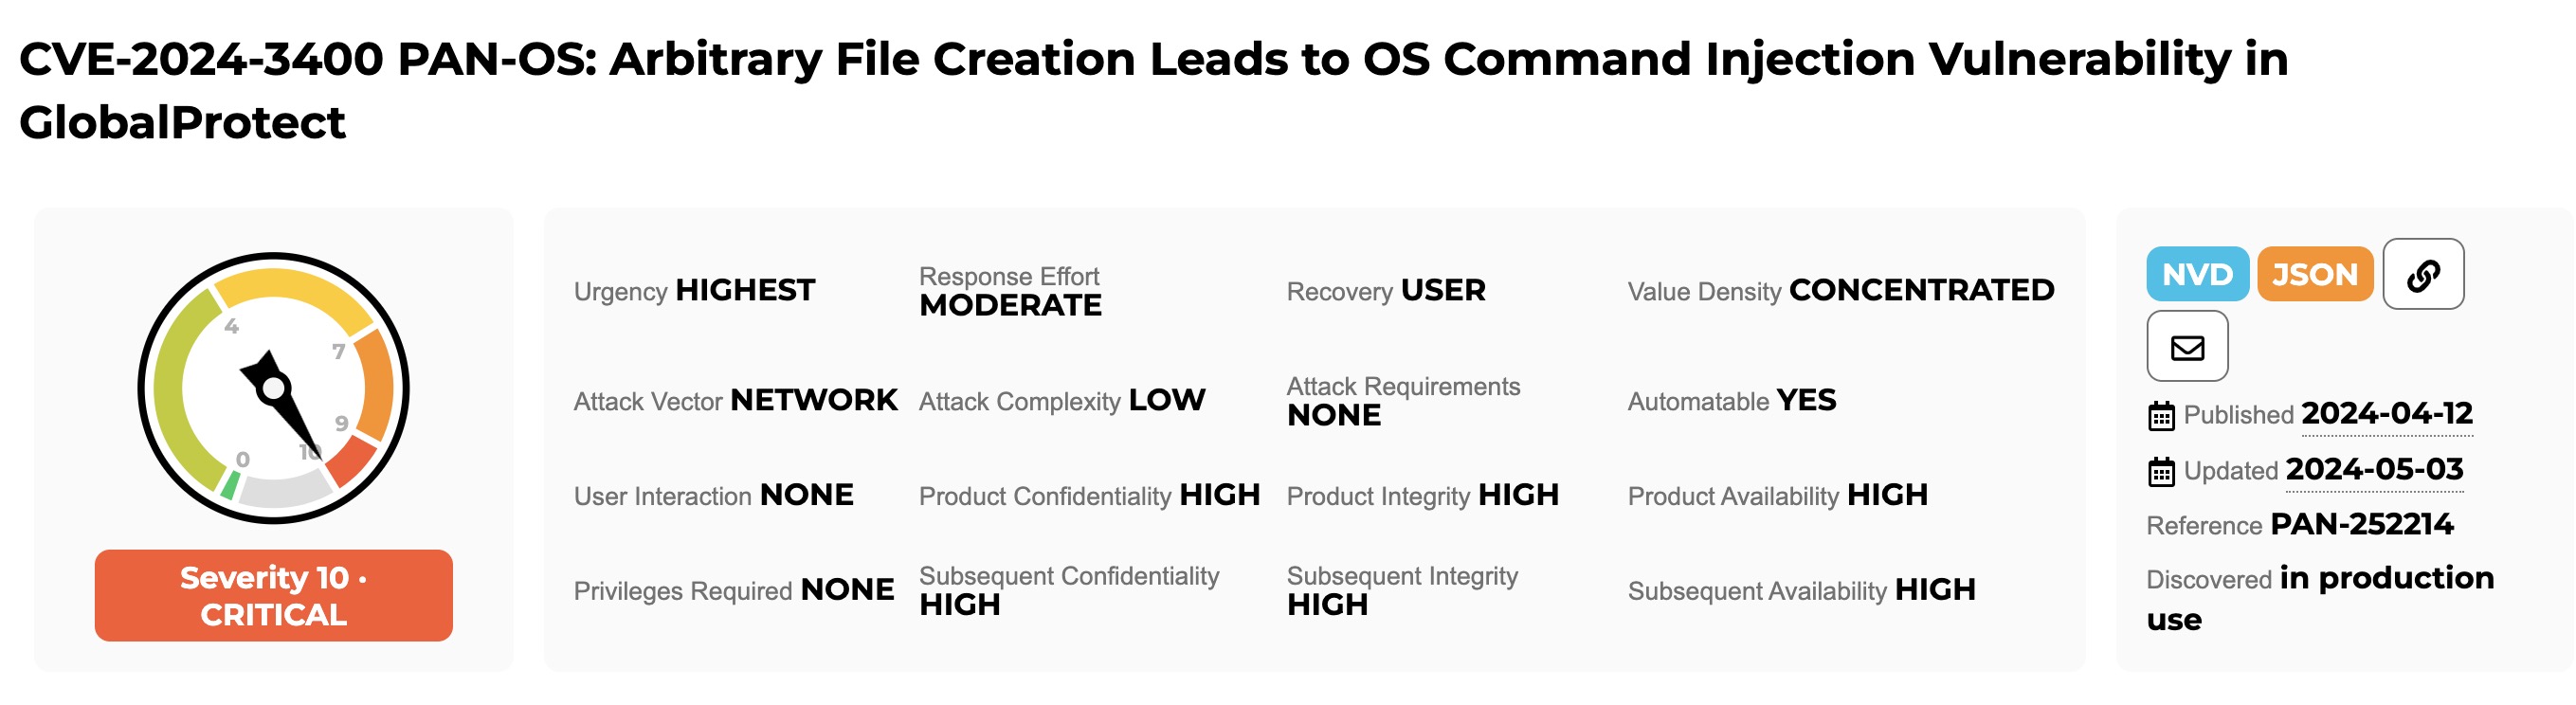 CVE-2024-3400 PAN-OS: Arbitrary File Creation Leads to OS Command Injection Vulnerability in
GlobalProtect
4
7
9
10
0
Severity 10 ·
CRITICAL
Urgency HIGHEST
Response Effort
MODERATE
Recovery USER
Value Density CONCENTRATED
Attack Vector NETWORK
Attack Complexity LOW
Attack Requirements
NONE
Automatable YES
User Interaction NONE
Product Confidentiality HIGH
Product Integrity HIGH
Product Availability HIGH
Privileges Required NONE
Subsequent Confidentiality
HIGH
Subsequent Integrity
HIGH
Subsequent Availability HIGH
NVD
JSON
Published 2024-04-12
Updated 2024-05-03
Reference PAN-252214
Discovered in production
use